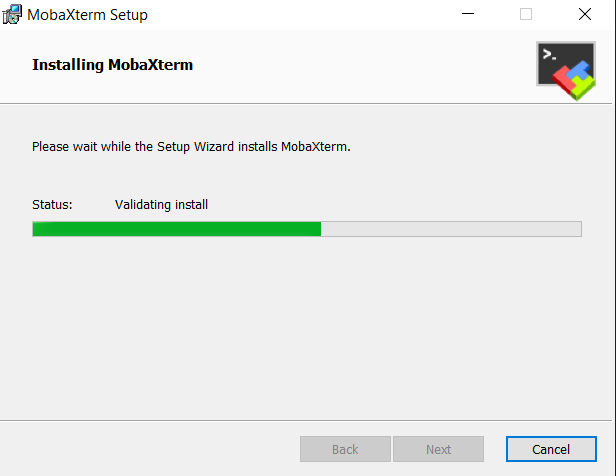 MobaXterm Setup
Installing MobaXterm
>.
Please wait while the Setup Wizard installs MobaXterm.
Status: Validating install
Back Next Cancel